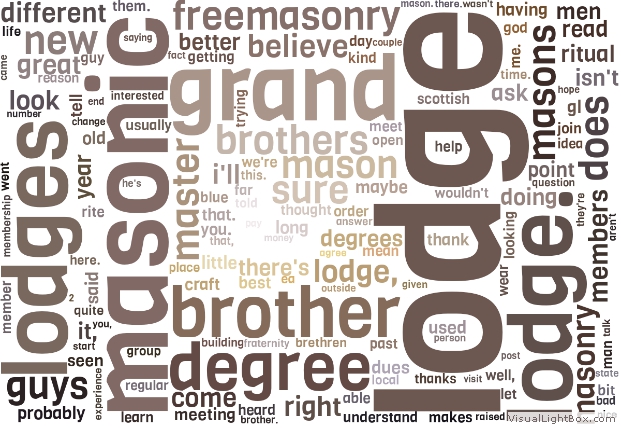 different
them.
life
new
saying
great
guy
came
reason
look
tell
end
interested
number
change
usually
old
lodges
year
he's
went
membership
rite
masonic
here.
member
2
said
quite
it,
you,
start
seen
group
guys
experience
regular
probably
learn
freemasonry
better
believe
day
couple
fact
getting
kind
grand
trying
brothers
meet
open
master
i'll
we're
this.
mason
sure
maybe
blue
far
told
that.
thought
order
you.
pay
long
answer
that,
money
degrees
agree
mean
place
little
there's
lodge,
craft
best
ea
outside
given
brother
building
fraternity
brethren
past
degree
dues
local
come
able
meeting
heard
brother.
right
understand
mason.
there.
wasn't
having
men
god
read
me.
ritual
time.
isn't
scottish
ask
masons
hope
gl
does
join
idea
help
lodge
point
question
wouldn't
doing
they're
aren't
members
thank
looking
wear
lodge.
used
person
post
masonry
man
talk
thanks
visit
well,
state
let
bit
makes
raised
bad
nice
VisualLightBox.com